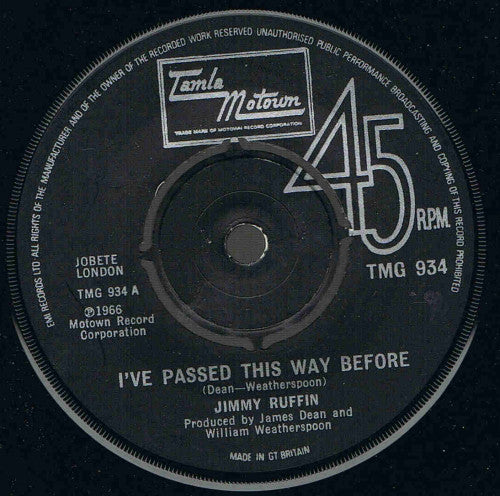 EMI RECORDS LTD·ALL RIGHTS OF THE MANUFACTURER AND OF THE OWNER OF THE RECORDED WORK RESERVED UNAUTHORISED PUBLIC PERFORMANCE BROADCASTING AND COPYING OF THIS RECORD PROHIBITED
Tamla
Motown
TRADE MARK OF MOTOWN RECORD CORPORATION
45
R.P.M.
JOBETE
LONDON
TMG 934
TMG 934 A
℗1966
Motown Record
Corporation
I'VE PASSED THIS WAY BEFORE
(Dean—Weatherspoon)
JIMMY RUFFIN
Produced by James Dean and
William Weatherspoon
MADE IN GT BRITAIN